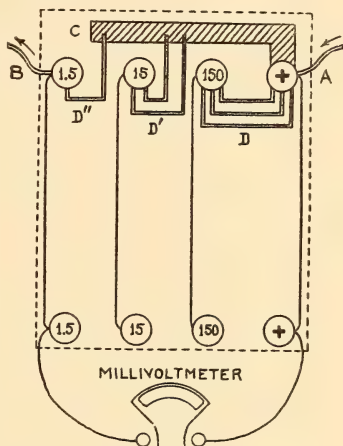 C
B 1.5 15 150 + A
D" D' D
1.5 15 150 +
MILLIVOLTMETER